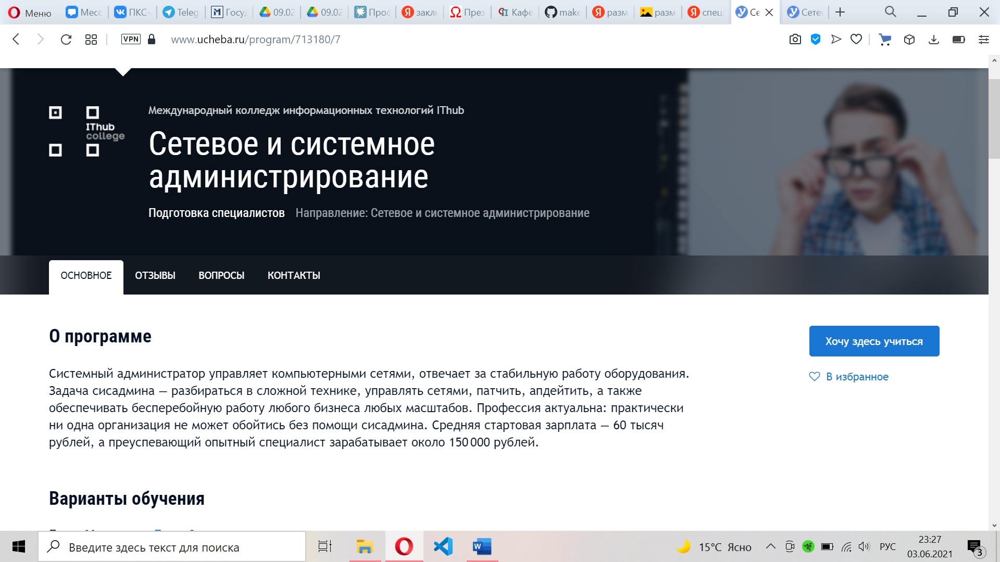 Меню
Месс
ПКС-
Teleg
Госу
09.02
09.02
Проф
закл
През
Кафе
make
разм
разм
спец
Се
Сете
VPN
www.ucheba.ru/program/713180/7
IThub
college
Международный колледж информационных технологий IThub
Сетевое и системное
администрирование
Подготовка специалистов Направление: Сетевое и системное администрирование
ОСНОВНОЕ ОТЗЫВЫ ВОПРОСЫ КОНТАКТЫ
О программе
Хочу здесь учиться
В избранное
Системный администратор управляет компьютерными сетями, отвечает за стабильную работу оборудования.
Задача сисадмина — разбираться в сложной технике, управлять сетями, патчить, апдейтить, а также
обеспечивать бесперебойную работу любого бизнеса любых масштабов. Профессия актуальна: практически
ни одна организация не может обойтись без помощи сисадмина. Средняя стартовая зарплата — 60 тысяч
рублей, а преуспевающий опытный специалист зарабатывает около 150 000 рублей.
Варианты обучения
Введите здесь текст для поиска
15°C Ясно
РУС
23:27
03.06.2021
3